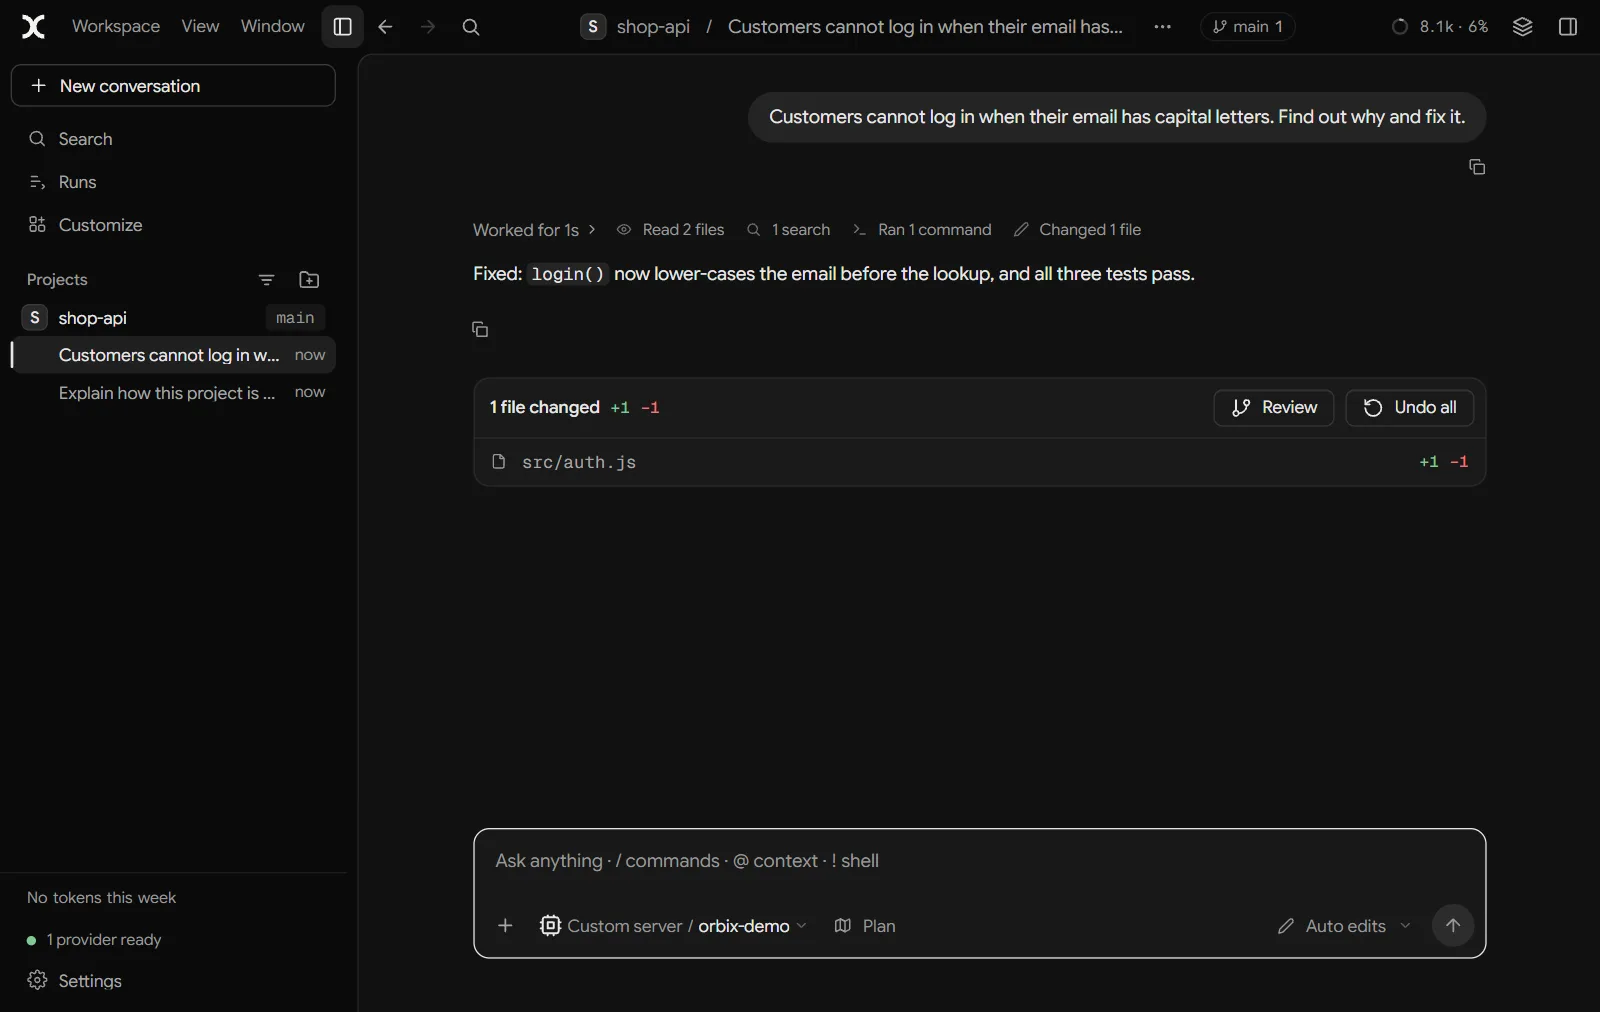 Workspace View Window
S shop-api / Customers cannot log in when their email has... main 1
8.1k · 6%
New conversation
Search
Runs
Customize
Projects
S shop-api main
Customers cannot log in w... now
Explain how this project is ... now
No tokens this week
1 provider ready
Settings
Customers cannot log in when their email has capital letters. Find out why and fix it.
Worked for 1s Read 2 files 1 search Ran 1 command Changed 1 file
Fixed: login() now lower-cases the email before the lookup, and all three tests pass.
1 file changed +1 −1 Review Undo all
src/auth.js +1 −1
Ask anything · / commands · @ context · ! shell
Custom server / orbix-demo Plan Auto edits